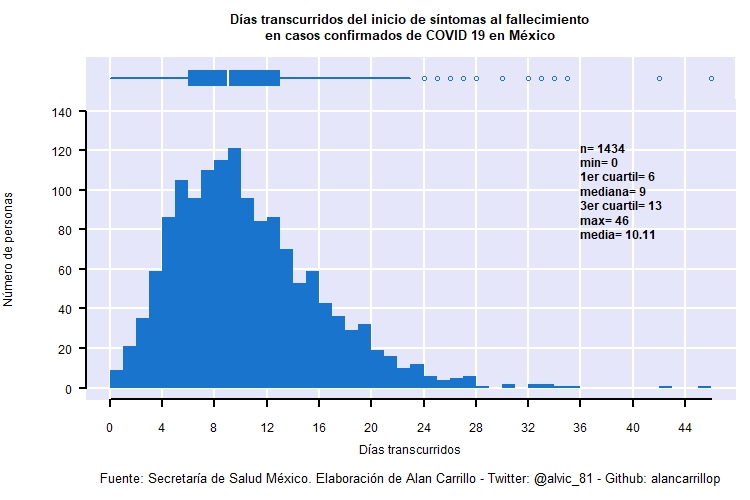 Días transcurridos del inicio de síntomas al fallecimiento
en casos confirmados de COVID 19 en México
140
120
100
80
60
40
20
0
Número de personas
n= 1434
min= 0
1er cuartil= 6
mediana= 9
3er cuartil= 13
max= 46
media= 10.11
0 4 8 12 16 20 24 28 32 36 40 44
Días transcurridos
Fuente: Secretaría de Salud México. Elaboración de Alan Carrillo - Twitter: @alvic_81 - Github: alancarrillop